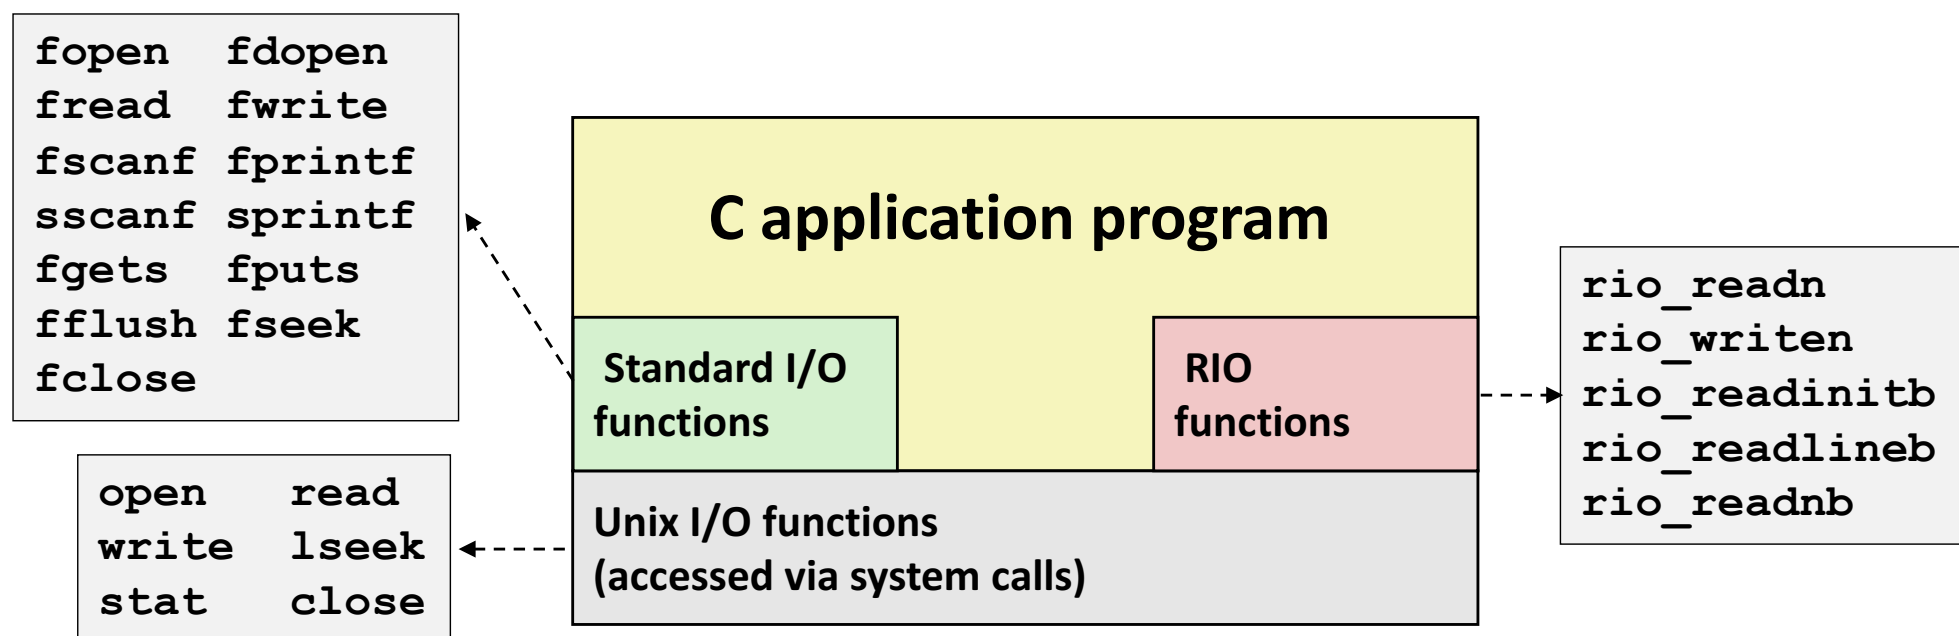 fopen fdopen
fread fwrite
fscanf fprintf
sscanf sprintf
fgets fputs
fflush fseek
fclose
C application program
Standard I/O
functions
RIO
functions
rio_readn
rio_writen
rio_readinitb
rio_readlineb
rio_readnb
open read
write lseek
stat close
Unix I/O functions
(accessed via system calls)